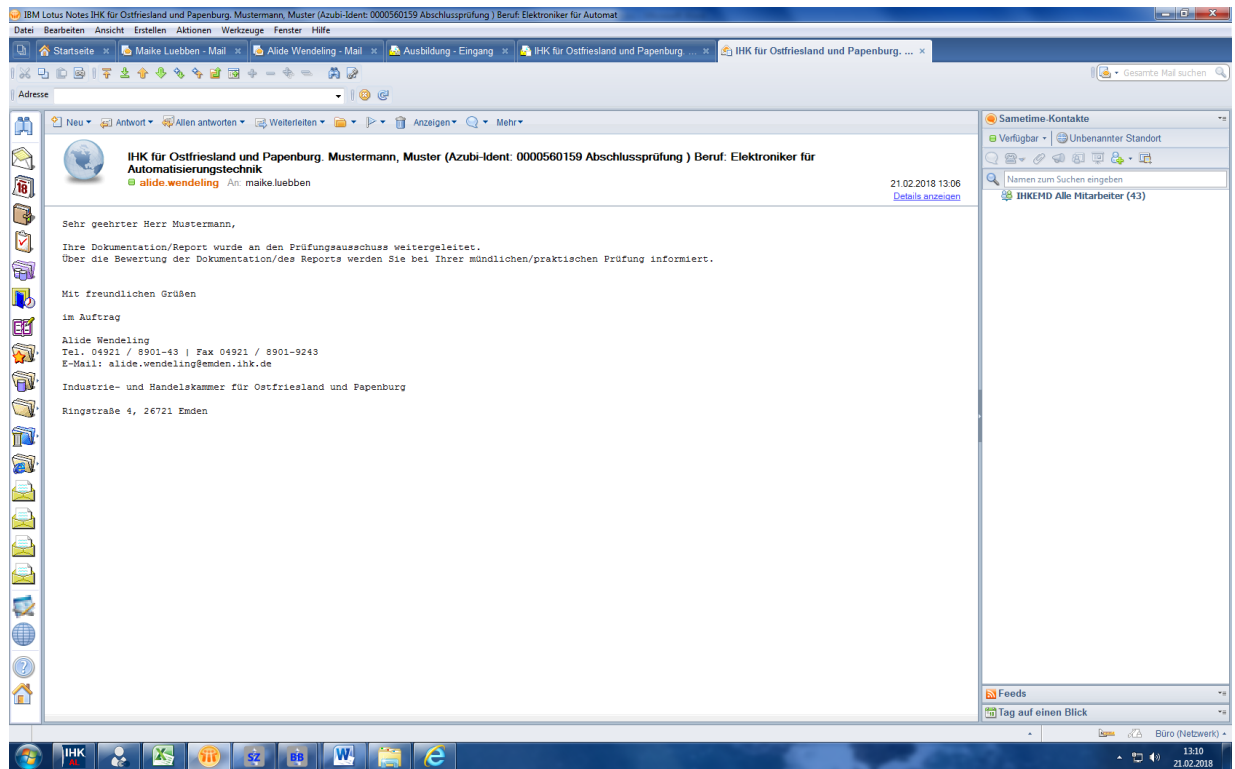 IBM Lotus Notes IHK für Ostfriesland und Papenburg. Mustermann, Muster (Azubi-Ident: 0000560159 Abschlussprüfung ) Beruf: Elektroniker für Automat
Datei Bearbeiten Ansicht Erstellen Aktionen Werkzeuge Fenster Hilfe
Startseite Maike Luebben - Mail Alide Wendeling - Mail Ausbildung - Eingang IHK für Ostfriesland und Papenburg. ... IHK für Ostfriesland und Papenburg. ...
Gesamte Mail suchen
Adresse
Neu Antwort Allen antworten Weiterleiten Anzeigen Mehr
IHK für Ostfriesland und Papenburg. Mustermann, Muster (Azubi-Ident: 0000560159 Abschlussprüfung ) Beruf: Elektroniker für
Automatisierungstechnik
alide.wendeling An: maike.luebben
21.02.2018 13:06
Details anzeigen
Sehr geehrter Herr Mustermann,
Ihre Dokumentation/Report wurde an den Prüfungsausschuss weitergeleitet.
Über die Bewertung der Dokumentation/des Reports werden Sie bei Ihrer mündlichen/praktischen Prüfung informiert.
Mit freundlichen Grüßen
im Auftrag
Alide Wendeling
Tel. 04921 / 8901-43 | Fax 04921 / 8901-9243
E-Mail: alide.wendeling@emden.ihk.de
Industrie- und Handelskammer für Ostfriesland und Papenburg
Ringstraße 4, 26721 Emden
Sametime-Kontakte
Verfügbar Unbenannter Standort
Namen zum Suchen eingeben
IHKEMD Alle Mitarbeiter (43)
Feeds
Tag auf einen Blick
Büro (Netzwerk)
IHK
AL
SZ
BB
W
13:10
21.02.2018